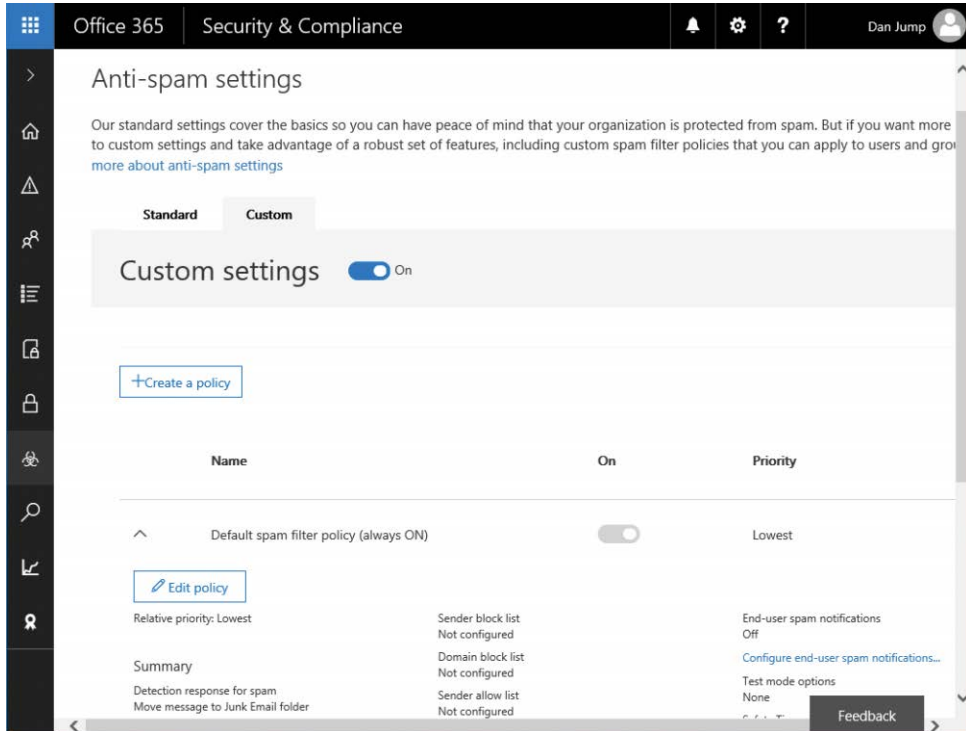 Office 365
Security & Compliance
?
Dan Jump
Anti-spam settings
Our standard settings cover the basics so you can have peace of mind that your organization is protected from spam. But if you want more
to custom settings and take advantage of a robust set of features, including custom spam filter policies that you can apply to users and
more about anti-spam settings
Standard
Custom
Custom settings
On
+Create a policy
Name
On
Priority
Default spam filter policy (always ON)
Lowest
Edit policy
Relative priority: Lowest
Sender block list
Not configured
End-user spam notifications
Off
Summary
Domain block list
Not configured
Configure end-user spam notifications...
Detection response for spam
Move message to Junk Email folder
Sender allow list
Not configured
Test mode options
None
Feedback